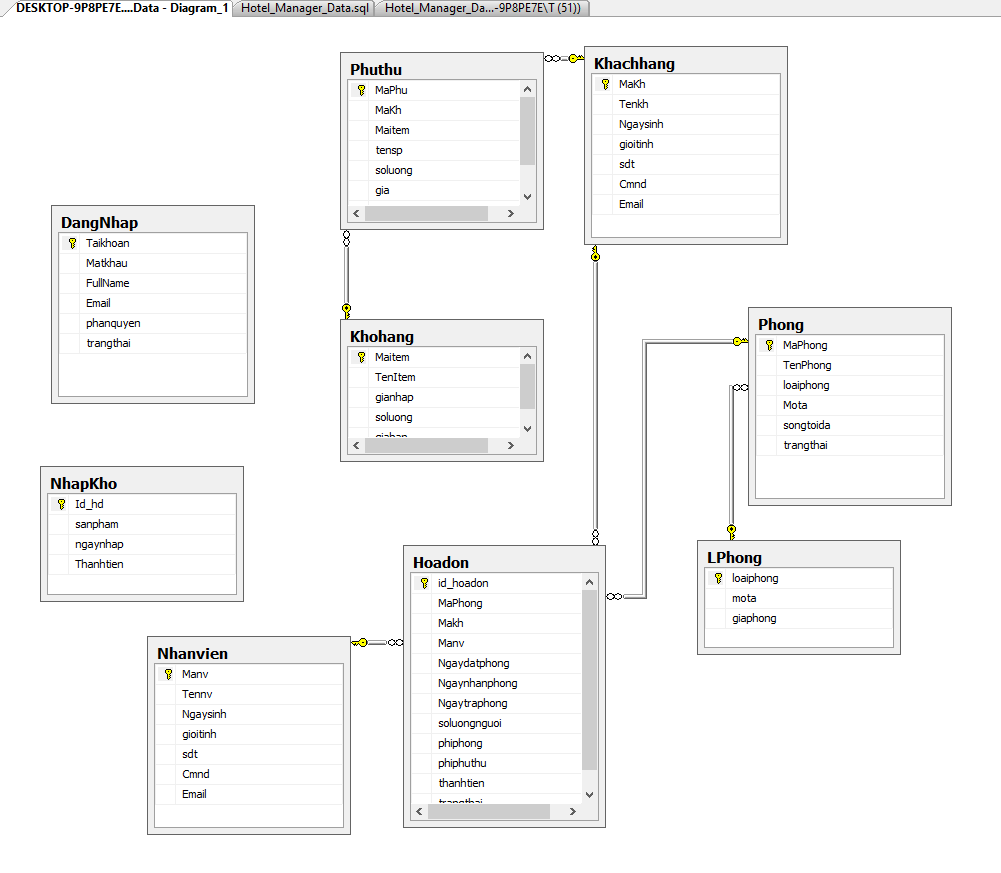 DESKTOP-9P8PE7E....Data - Diagram_1
Hotel_Manager_Data.sql
Hotel_Manager_Da...-9P8PE7E\T (51))
Phuthu
MaPhu
MaKh
Maitem
tensp
soluong
gia
Khachhang
MaKh
Tenkh
Ngaysinh
gioitinh
sdt
Cmnd
Email
DangNhap
Taikhoan
Matkhau
FullName
Email
phanquyen
trangthai
Khohang
Maitem
TenItem
gianhap
soluong
giahan
Phong
MaPhong
TenPhong
loaiphong
Mota
songtoida
trangthai
NhapKho
Id_hd
sanpham
ngaynhap
Thanhtien
LPhong
loaiphong
mota
giaphong
Hoadon
id_hoadon
MaPhong
Makh
Manv
Ngaydatphong
Ngaynhanphong
Ngaytraphong
soluongnguoi
phiphong
phiphuthu
thanhtien
trangthai
Nhanvien
Manv
Tennv
Ngaysinh
gioitinh
sdt
Cmnd
Email